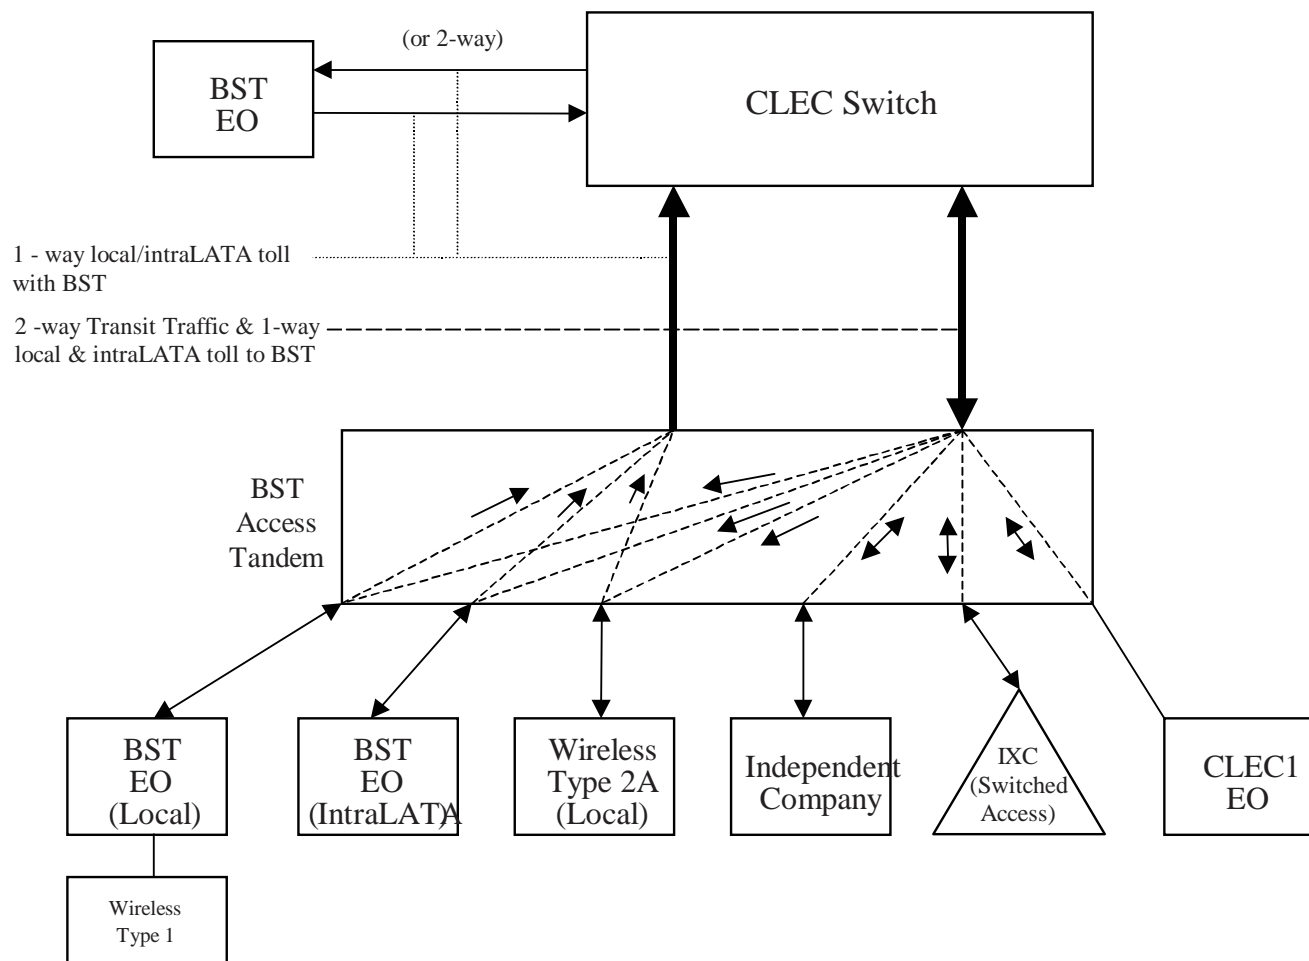 (or 2-way)
BST
EO
CLEC Switch
1 - way local/intraLATA toll
with BST
2 -way Transit Traffic & 1-way
local & intraLATA toll to BST
BST
Access
Tandem
BST
EO
(Local)
BST
EO
(IntraLAT)A
Wireless
Type 2A
(Local)
Independent
Company
IXC
(Switched
Access)
CLEC1
EO
Wireless
Type 1